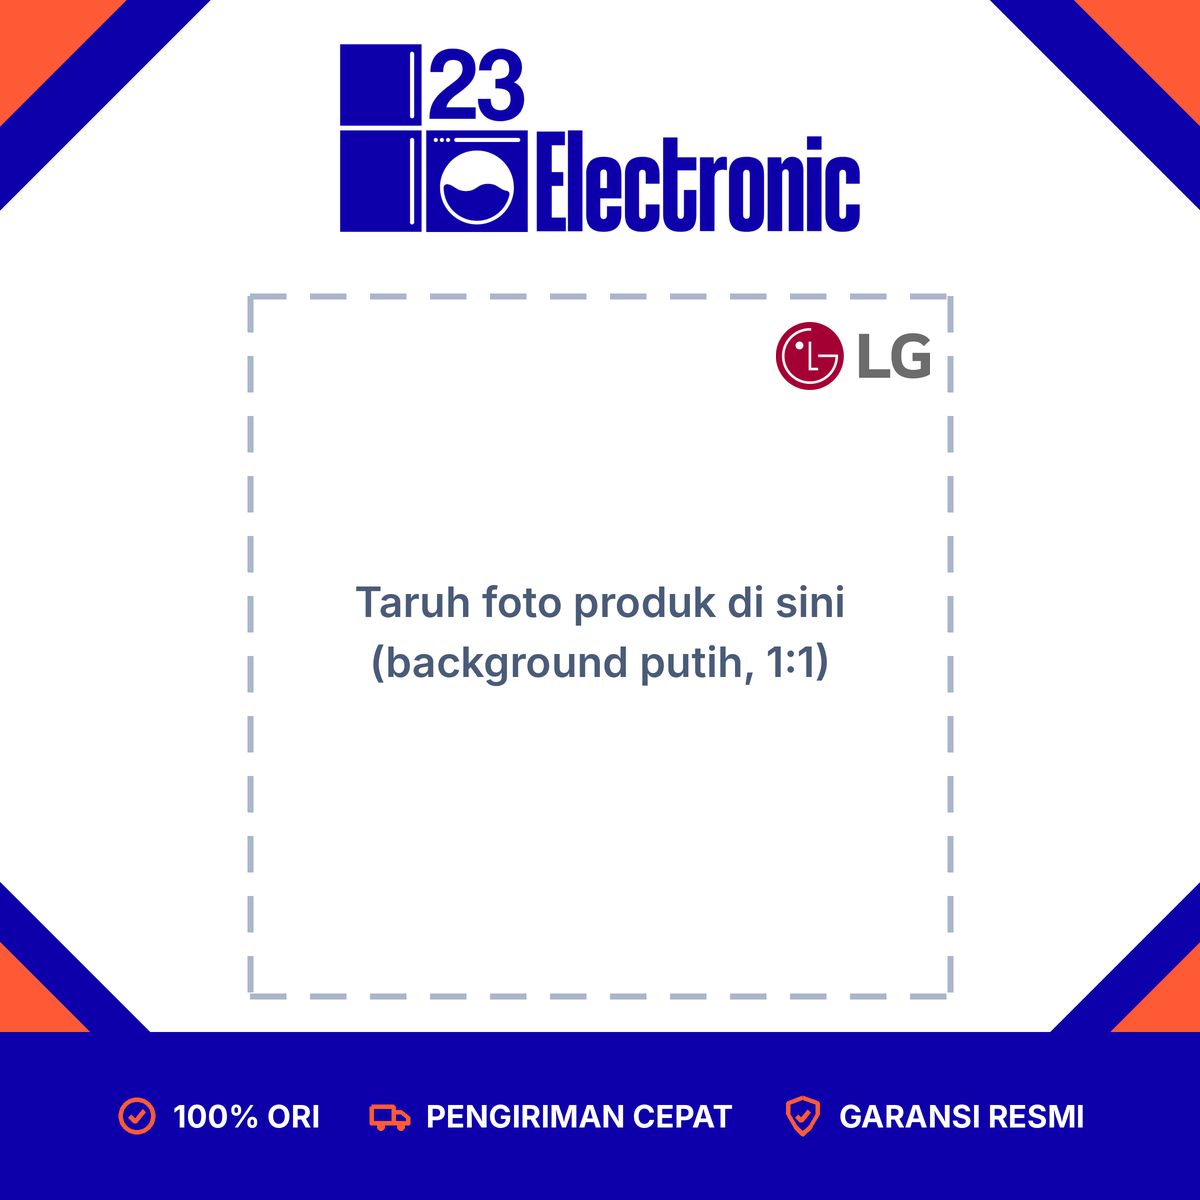 23
Electronic
LG
Taruh foto produk di sini
(background putih, 1:1)
100% ORI
PENGIRIMAN CEPAT
GARANSI RESMI